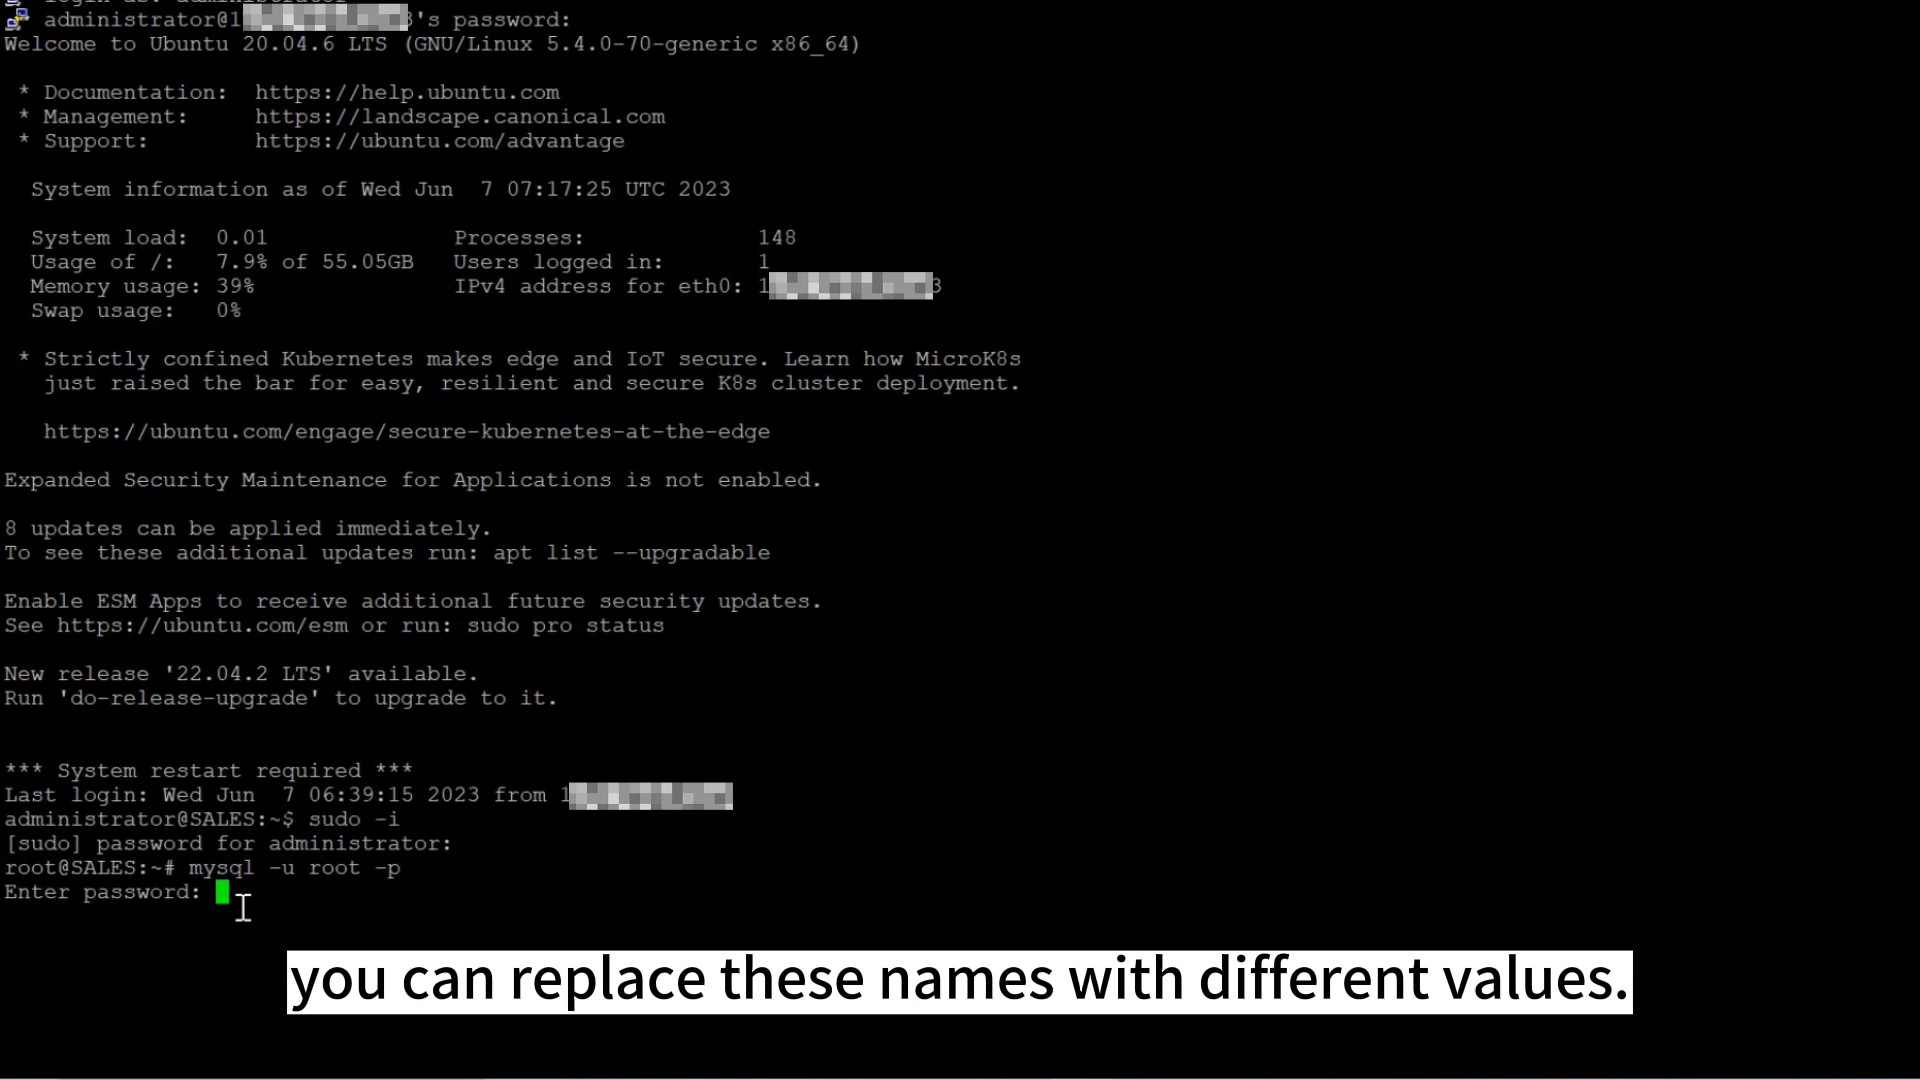 login as: administrator
administrator@1 3's password:
Welcome to Ubuntu 20.04.6 LTS (GNU/Linux 5.4.0-70-generic x86_64)
* Documentation:  https://help.ubuntu.com
* Management:     https://landscape.canonical.com
* Support:        https://ubuntu.com/advantage
System information as of Wed Jun  7 07:17:25 UTC 2023
System load:  0.01              Processes:             148
Usage of /:   7.9% of 55.05GB   Users logged in:       1
Memory usage: 39%               IPv4 address for eth0: 1 3
Swap usage:   0%
* Strictly confined Kubernetes makes edge and IoT secure. Learn how MicroK8s
just raised the bar for easy, resilient and secure K8s cluster deployment.
https://ubuntu.com/engage/secure-kubernetes-at-the-edge
Expanded Security Maintenance for Applications is not enabled.
8 updates can be applied immediately.
To see these additional updates run: apt list --upgradable
Enable ESM Apps to receive additional future security updates.
See https://ubuntu.com/esm or run: sudo pro status
New release '22.04.2 LTS' available.
Run 'do-release-upgrade' to upgrade to it.
*** System restart required ***
Last login: Wed Jun  7 06:39:15 2023 from 1
administrator@SALES:~$ sudo -i
[sudo] password for administrator:
root@SALES:~# mysql -u root -p
Enter password:
you can replace these names with different values.